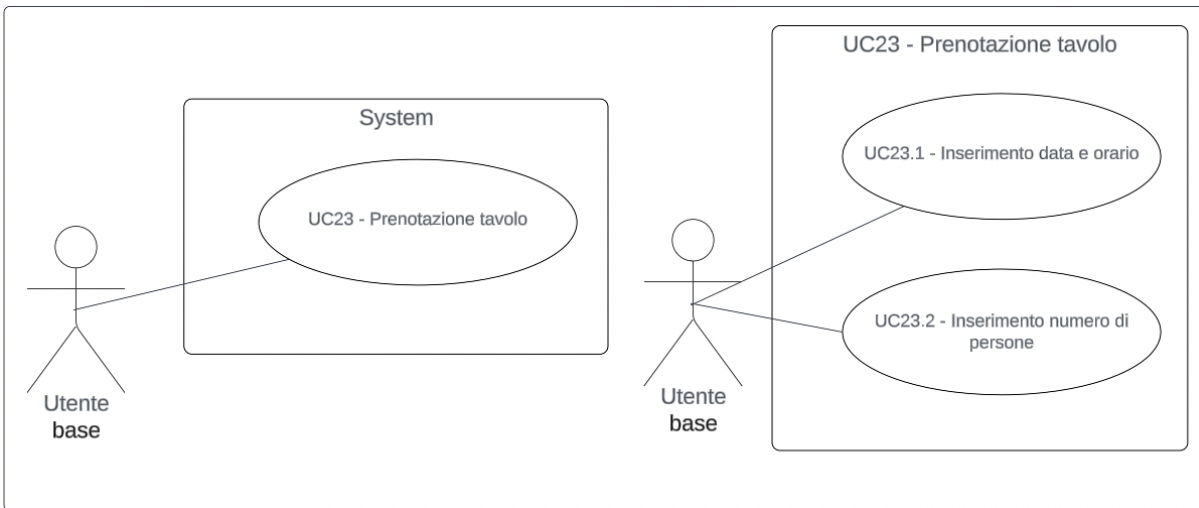 System
UC23 - Prenotazione tavolo
Utente
base
UC23 - Prenotazione tavolo
UC23.1 - Inserimento data e orario
UC23.2 - Inserimento numero di
persone
Utente
base